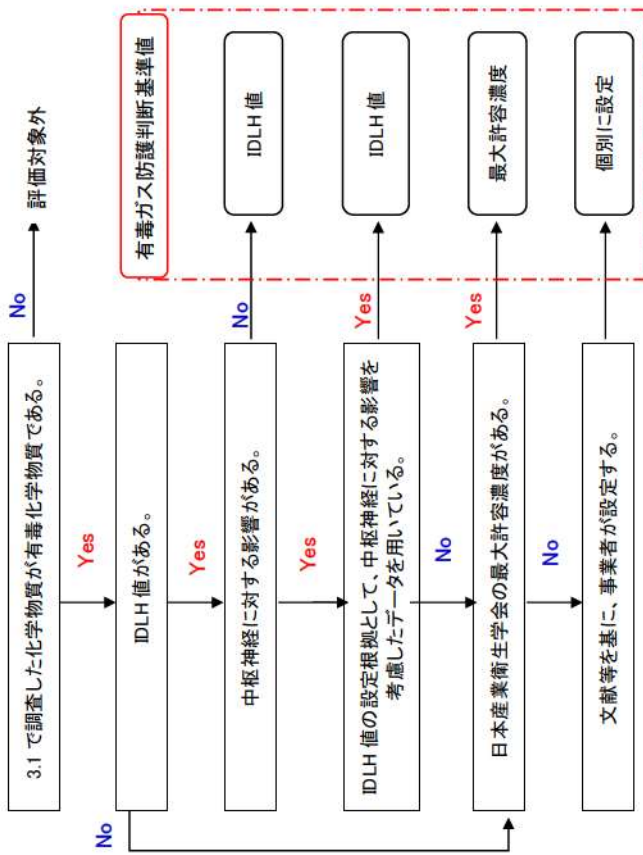 3.1 で調査した化学物質が有毒化学物質である。
No
評価対象外
Yes
有毒ガス防護判断基準値
IDLH 値がある。
No
Yes
中枢神経に対する影響がある。
No
IDLH 値
Yes
IDLH 値の設定根拠として、中枢神経に対する影響を
考慮したデータを用いている。
Yes
IDLH 値
No
日本産業衛生学会の最大許容濃度がある。
Yes
最大許容濃度
No
文献等を基に、事業者が設定する。
個別に設定